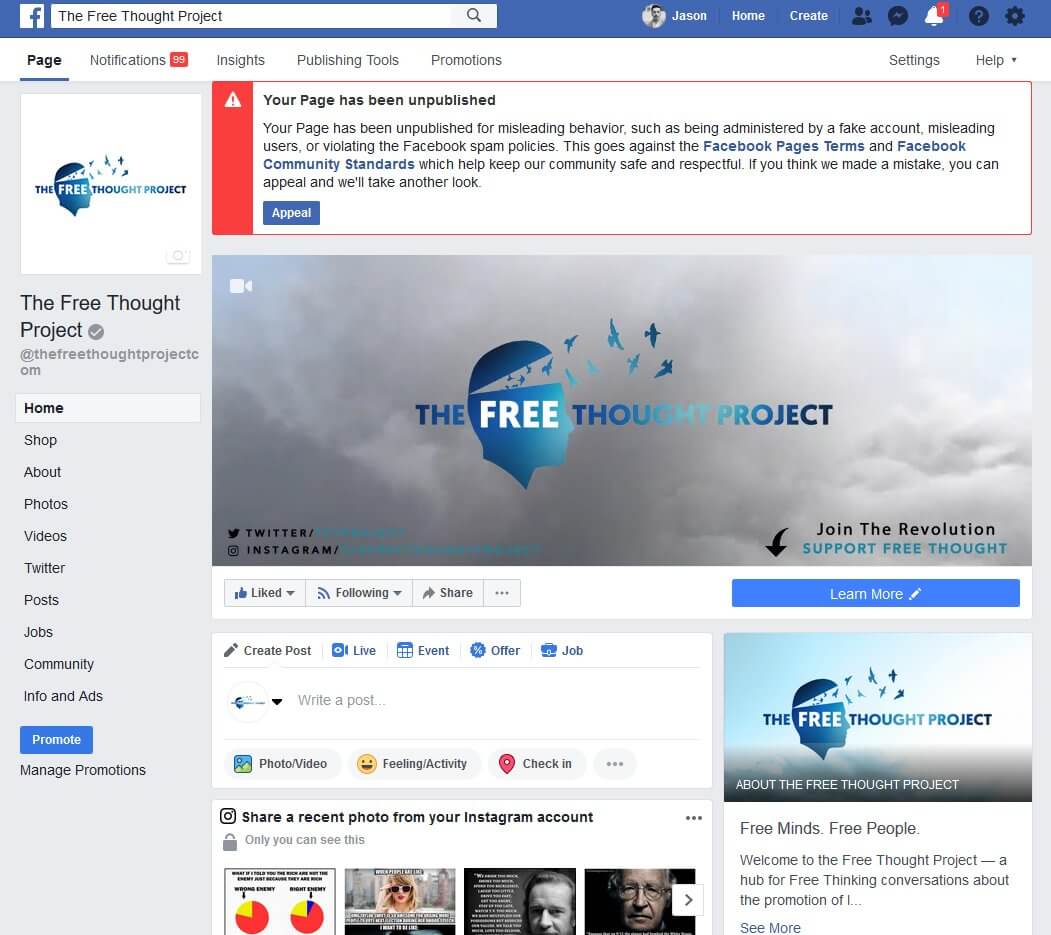 The Free Thought Project
Jason
Home
Create
1
Page
Notifications 99
Insights
Publishing Tools
Promotions
Settings
Help
Your Page has been unpublished
Your Page has been unpublished for misleading behavior, such as being administered by a fake account, misleading
users, or violating the Facebook spam policies. This goes against the Facebook Pages Terms and Facebook
Community Standards which help keep our community safe and respectful. If you think we made a mistake, you can
appeal and we'll take another look.
Appeal
THE FREE THOUGHT PROJECT
The Free Thought
Project
@thefreethoughtprojectc
om
Home
Shop
About
Photos
Videos
Twitter
Posts
Jobs
Community
Info and Ads
Promote
Manage Promotions
THE FREE THOUGHT PROJECT
TWITTER/
INSTAGRAM/
Join The Revolution
SUPPORT FREE THOUGHT
Liked
Following
Share
Learn More
Create Post
Live
Event
Offer
Job
Write a post...
Photo/Video
Feeling/Activity
Check in
Share a recent photo from your Instagram account
Only you can see this
WHAT IF I TOLD YOU THE RICH ARE NOT THE
ENEMY JUST BECAUSE THEY ARE RICH
WRONG ENEMY
RIGHT ENEMY
WHEN PEOPLE ACT LIKE
I WANT TO BE LIKE
THE FREE THOUGHT PROJECT
ABOUT THE FREE THOUGHT PROJECT
Free Minds. Free People.
Welcome to the Free Thought Project — a
hub for Free Thinking conversations about
the promotion of l...
See More